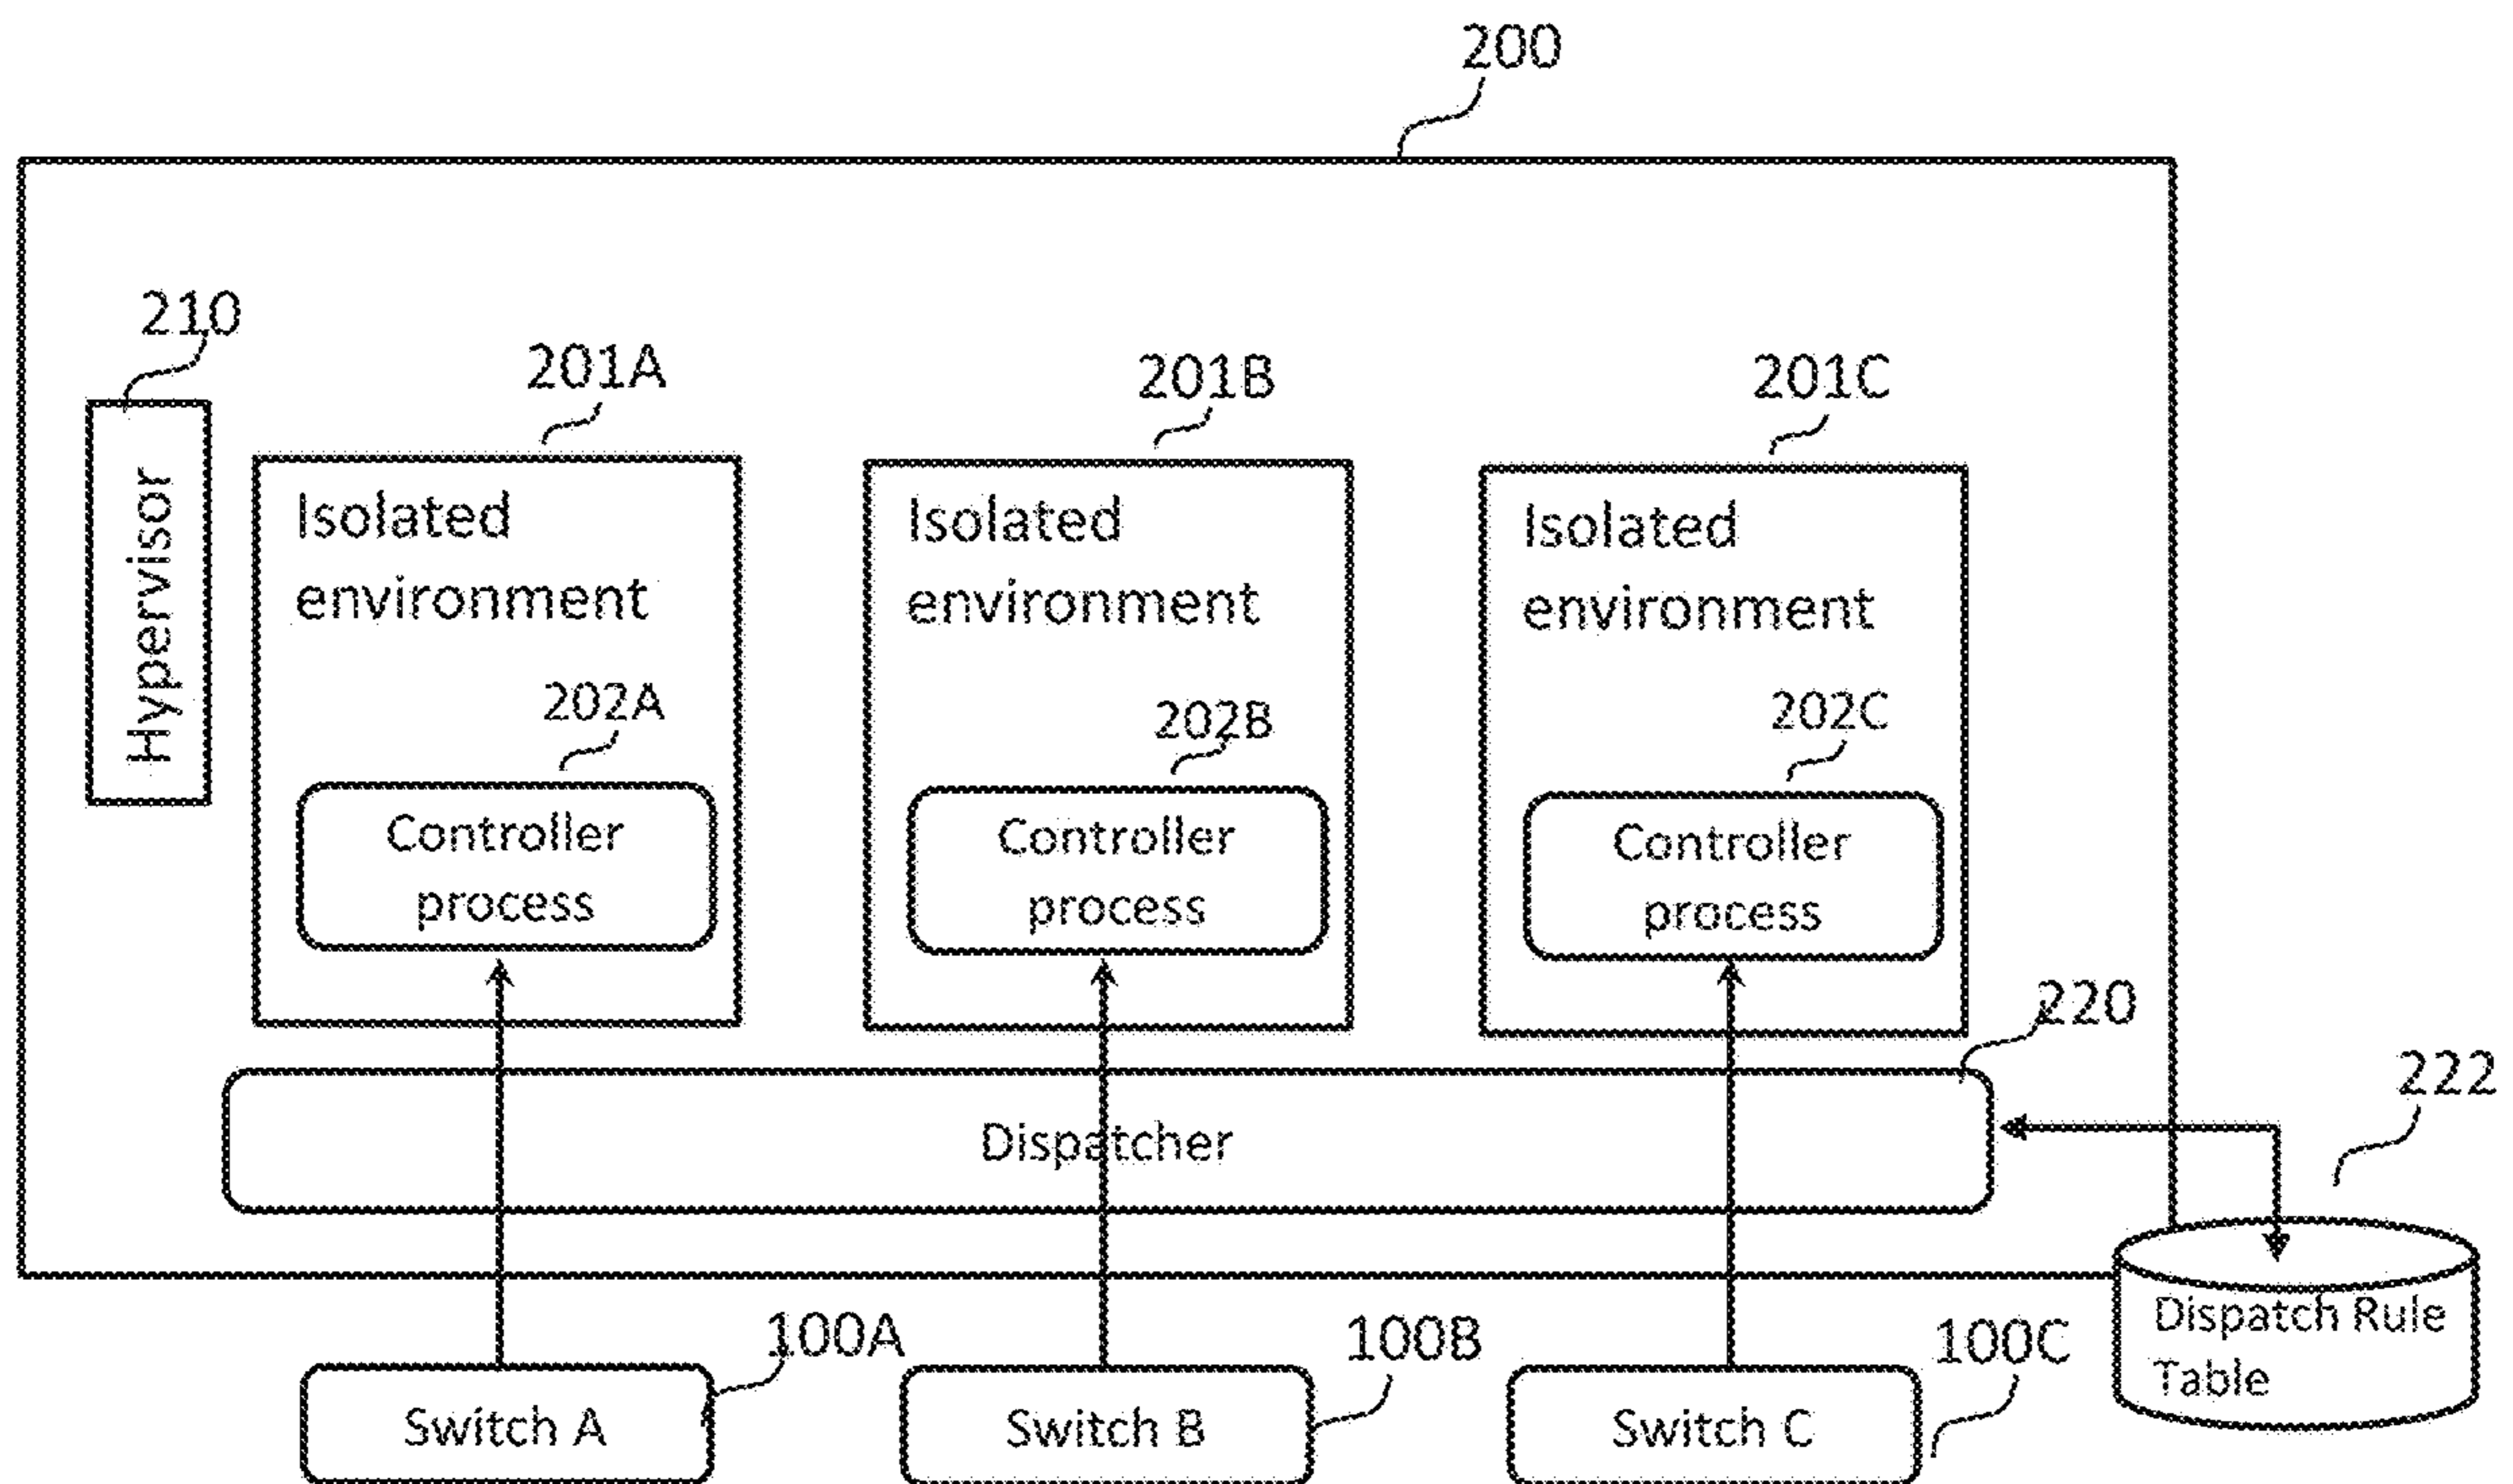 200
210
201A
201B
201C
Hypervisor
Isolated
environment
Isolated
environment
Isolated
environment
202A
202B
202C
Controller
process
Controller
process
Controller
process
220
222
Dispatcher
Dispatch Rule
Table
100A
100B
100C
Switch A
Switch B
Switch C